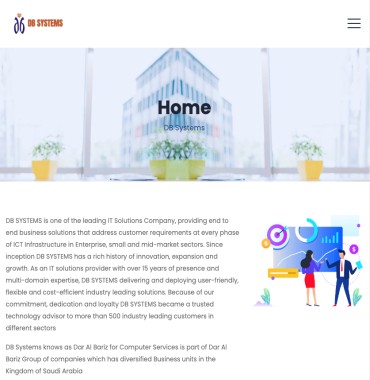 DB SYSTEMS
Home
DB Systems
DB SYSTEMS is one of the leading IT Solutions Company, providing end to
end business solutions that address customer requirements at every phase
of ICT Infrastructure in Enterprise, small and mid-market sectors. Since
inception DB SYSTEMS has a rich history of innovation, expansion and
growth. As an IT solutions provider with over 15 years of presence and
multi-domain expertise, DB SYSTEMS delivering and deploying user-friendly,
flexible and cost-efficient industry leading solutions. Because of our
commitment, dedication and loyalty DB SYSTEMS became a trusted
technology advisor to more than 500 industry leading customers in
different sectors
DB Systems knows as Dar Al Bariz for Computer Services is part of Dar Al
Bariz Group of companies which has diversified Business units in the
Kingdom of Saudi Arabia